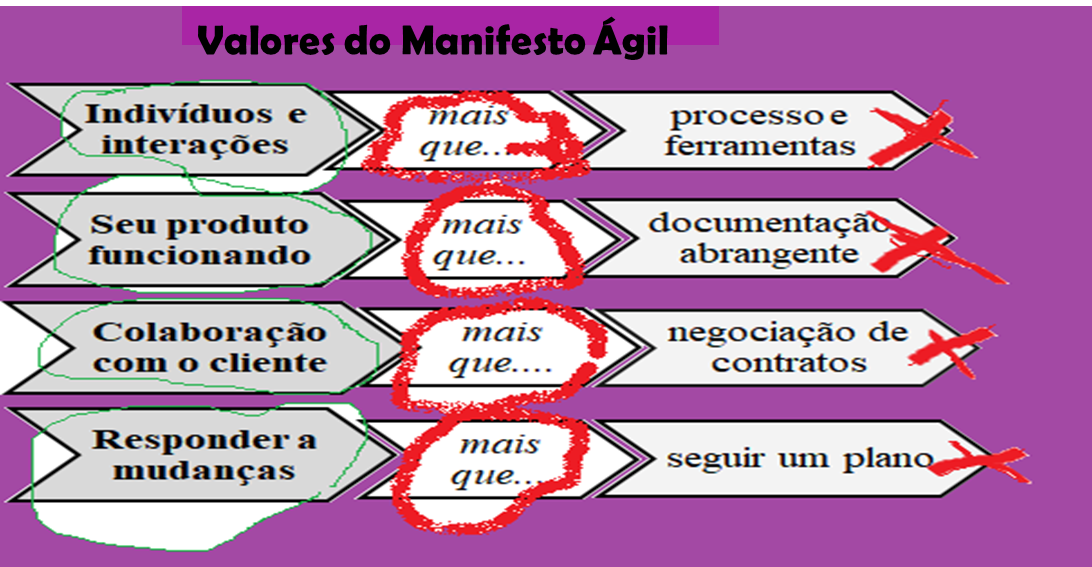 Valores do Manifesto Ágil
Indivíduos e
interações
mais
que...
processo e
ferramentas
Seu produto
funcionando
mais
que...
documentação
abrangente
Colaboração
com o cliente
mais
que....
negociação de
contratos
Responder a
mudanças
mais
que...
seguir um plano